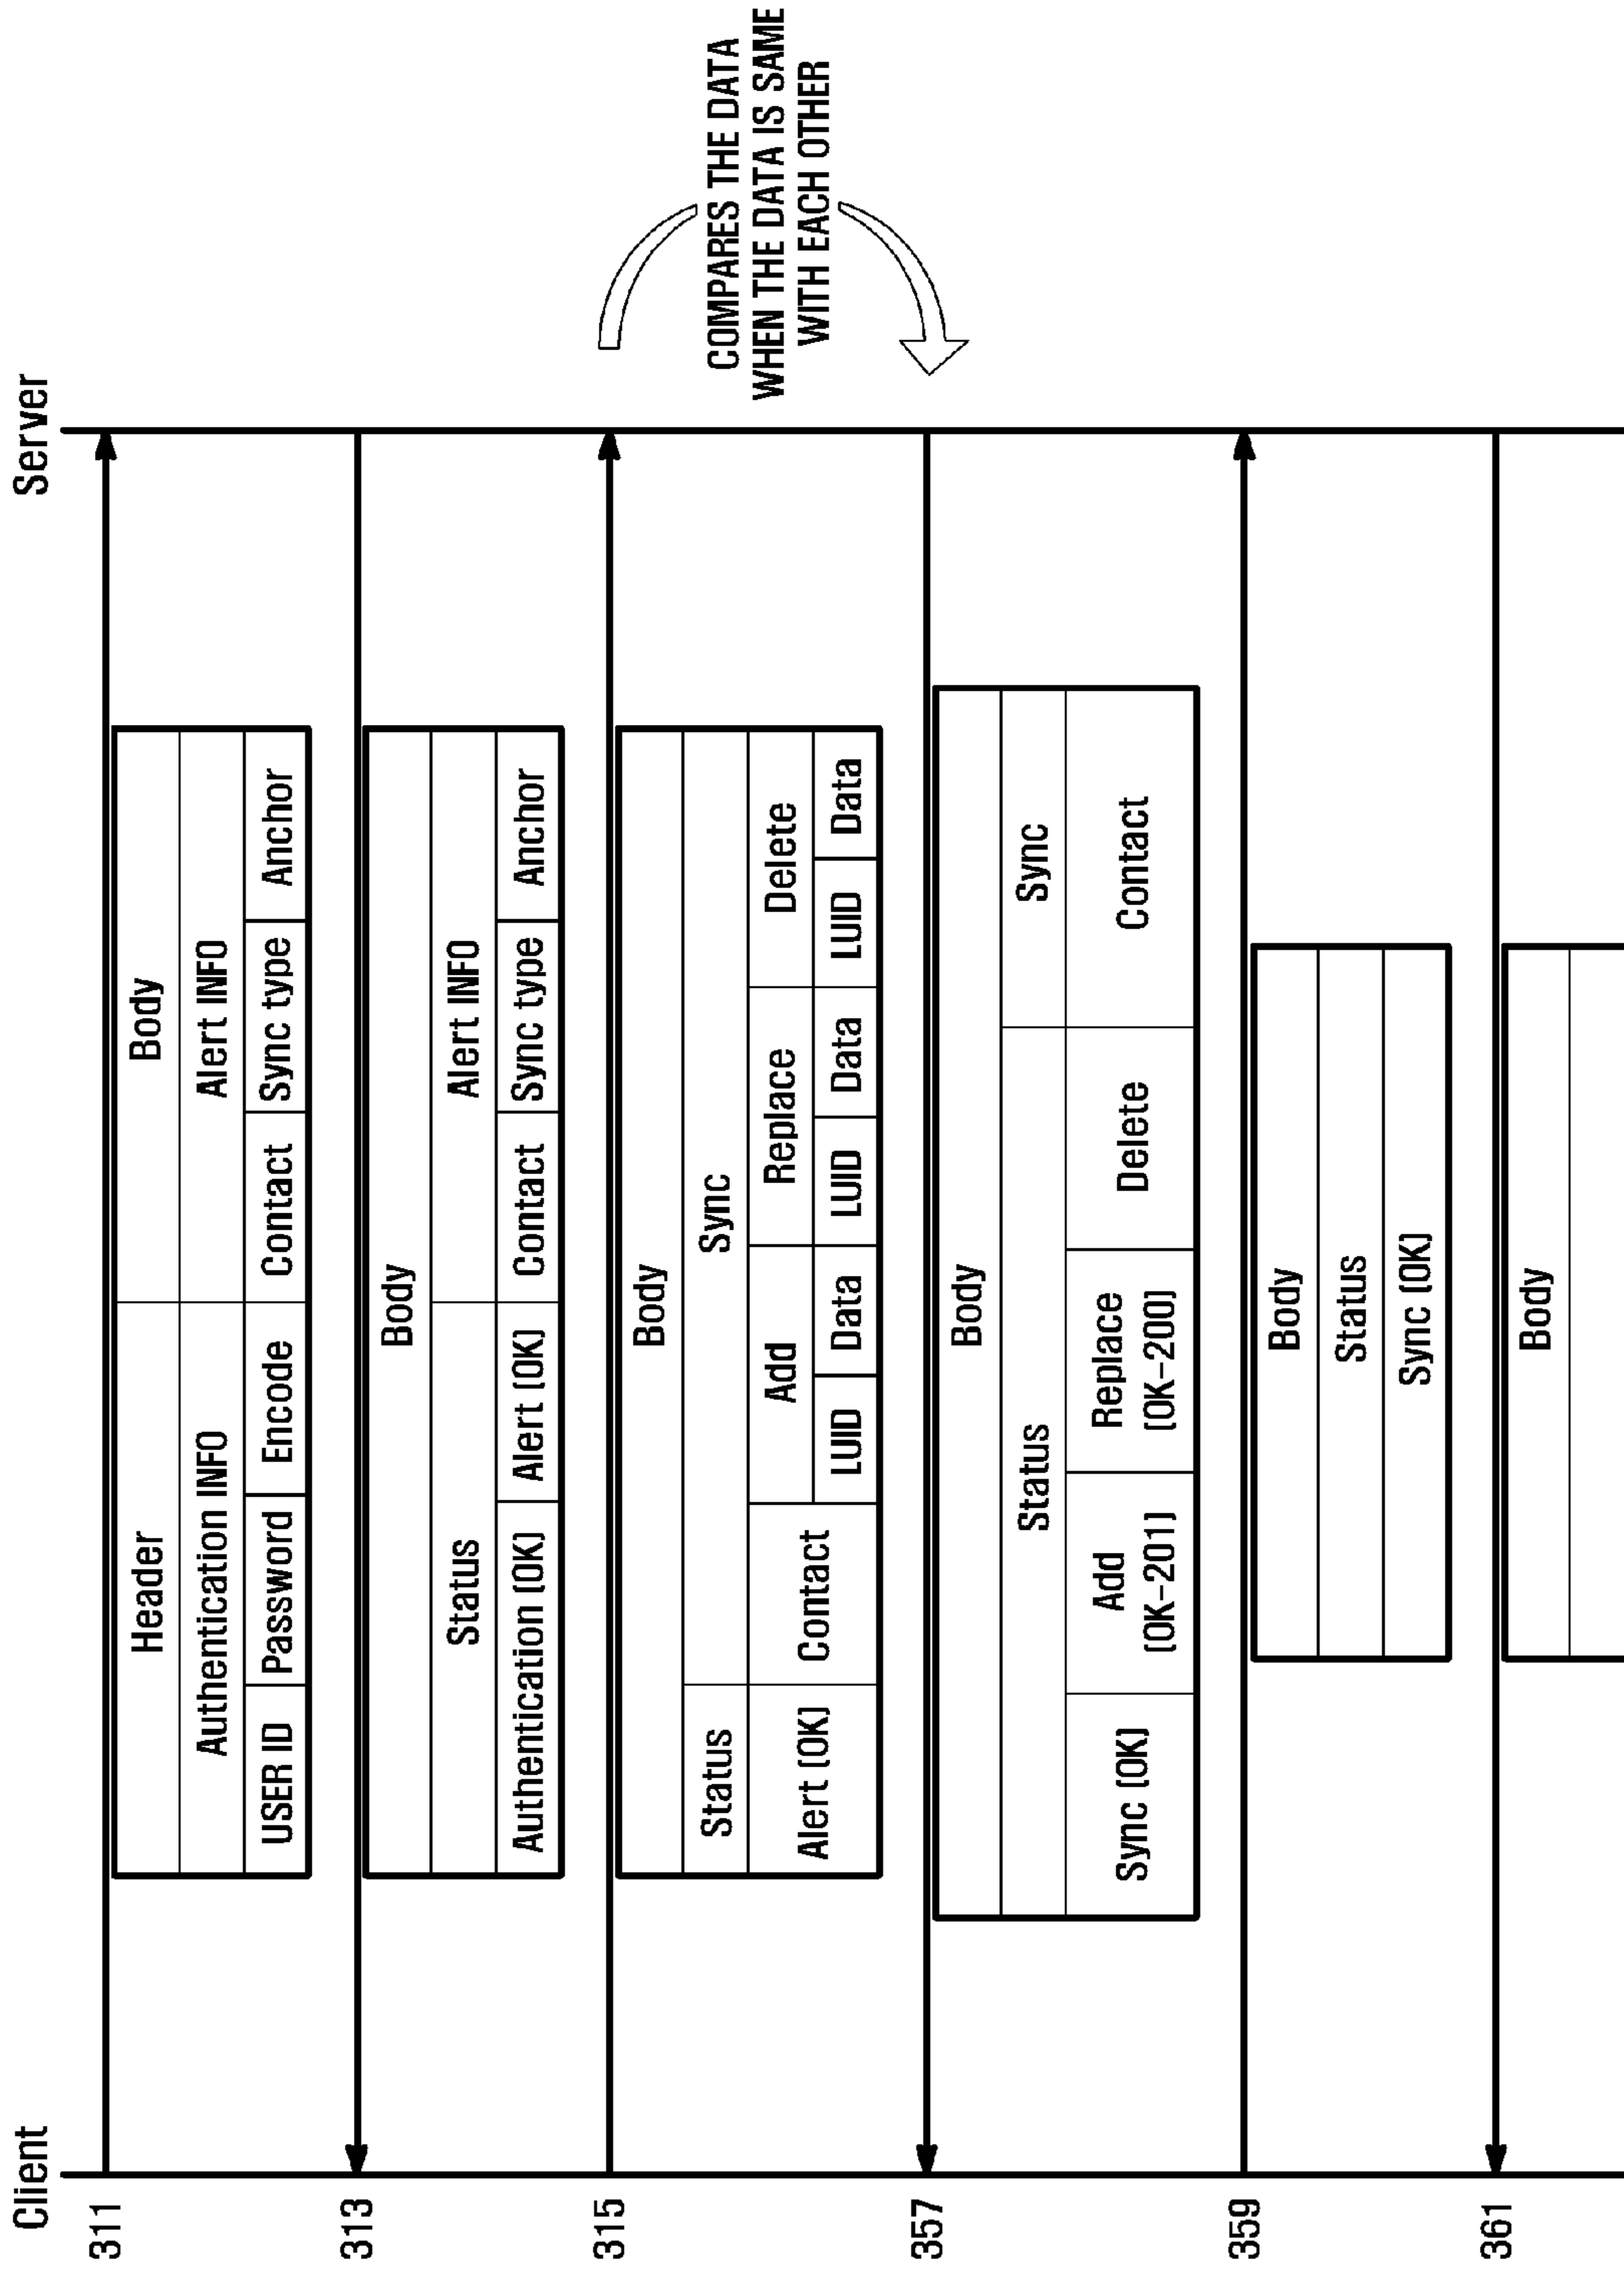 Client
Server
311
Header
Body
Authentication INFO
Alert INFO
USER ID
Password
Encode
Contact
Sync type
Anchor
313
Body
Status
Alert INFO
Authentication (OK)
Alert (OK)
Contact
Sync type
Anchor
315
Body
Status
Sync
Alert (OK)
Contact
Add
Replace
Delete
LUID
Data
LUID
Data
LUID
Data
COMPARES THE DATA
WHEN THE DATA IS SAME
WITH EACH OTHER
357
Body
Status
Sync
Sync (OK)
Add
(OK-201)
Replace
(OK-200)
Delete
Contact
359
Body
Status
Sync (OK)
361
Body